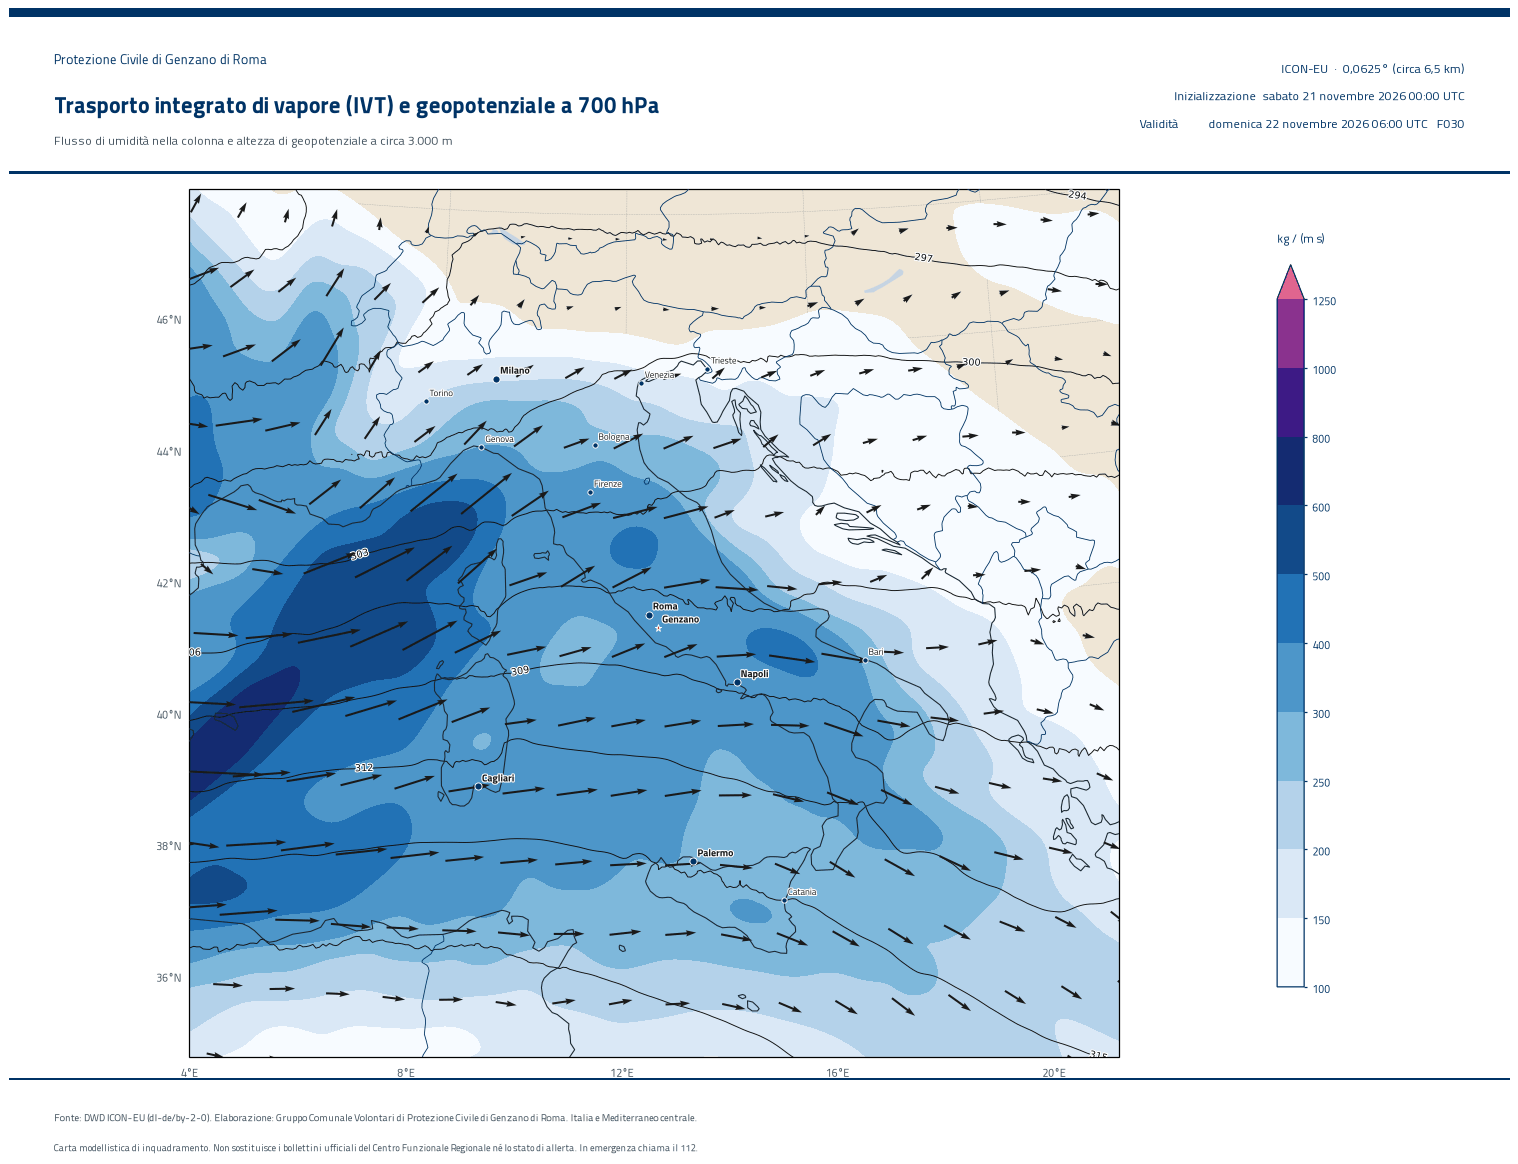 Protezione Civile di Genzano di Roma
Trasporto integrato di vapore (IVT) e geopotenziale a 700 hPa
Flusso di umidità nella colonna e altezza di geopotenziale a circa 3.000 m
ICON-EU · 0,0625° (circa 6,5 km)
Inizializzazione sabato 21 novembre 2026 00:00 UTC
Validità domenica 22 novembre 2026 06:00 UTC F030
294
297
300
303
06
309
312
315
46°N
44°N
42°N
40°N
38°N
36°N
4°E
8°E
12°E
16°E
20°E
Milano
Torino
Venezia
Trieste
Genova
Bologna
Firenze
Roma
Genzano
Napoli
Bari
Cagliari
Palermo
Catania
kg / (m s)
1250
1000
800
600
500
400
300
250
200
150
100
Fonte: DWD ICON-EU (dl-de/by-2-0). Elaborazione: Gruppo Comunale Volontari di Protezione Civile di Genzano di Roma. Italia e Mediterraneo centrale.
Carta modellistica di inquadramento. Non sostituisce i bollettini ufficiali del Centro Funzionale Regionale né lo stato di allerta. In emergenza chiama il 112.